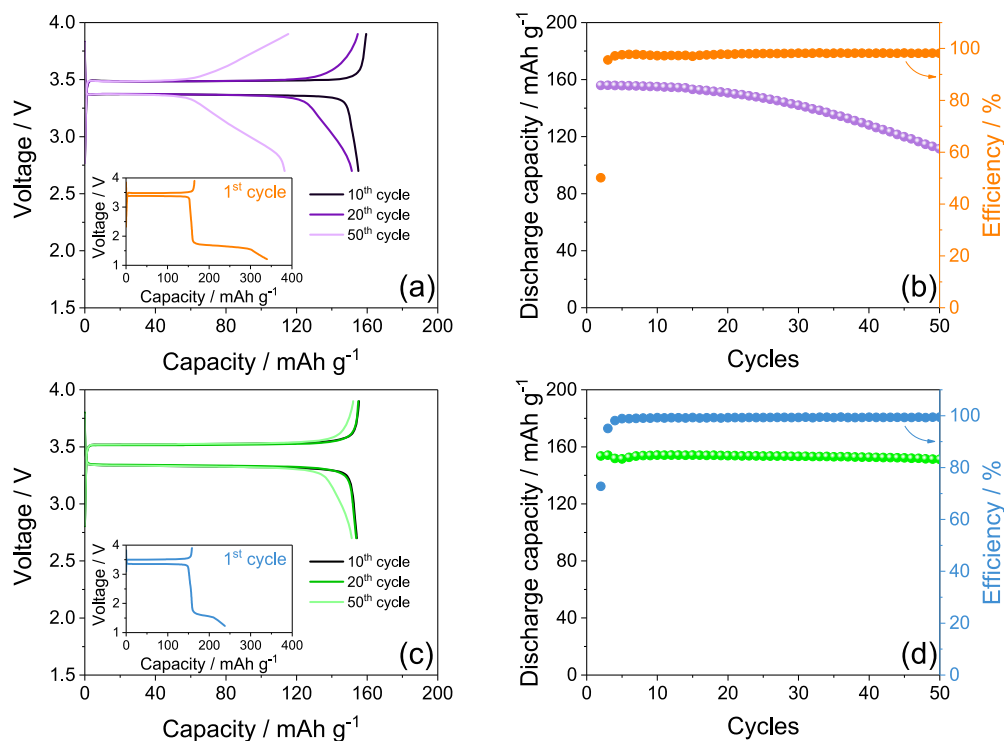 4.0
3.5
3.0
2.5
2.0
1.5
Voltage / V
0 40 80 120 160 200
Capacity / mAh g⁻¹
10ᵗʰ cycle
20ᵗʰ cycle
50ᵗʰ cycle
(a)
4
3
2
1
Voltage / V
1ˢᵗ cycle
0 100 200 300 400
Capacity / mAh g⁻¹
200
160
120
80
40
0
Discharge capacity / mAh g⁻¹
0 10 20 30 40 50
Cycles
100
80
60
40
20
0
Efficiency / %
(b)
4.0
3.5
3.0
2.5
2.0
1.5
Voltage / V
0 40 80 120 160 200
Capacity / mAh g⁻¹
10ᵗʰ cycle
20ᵗʰ cycle
50ᵗʰ cycle
(c)
4
3
2
1
Voltage / V
1ˢᵗ cycle
0 100 200 300 400
Capacity / mAh g⁻¹
200
160
120
80
40
0
Discharge capacity / mAh g⁻¹
0 10 20 30 40 50
Cycles
100
80
60
40
20
0
Efficiency / %
(d)